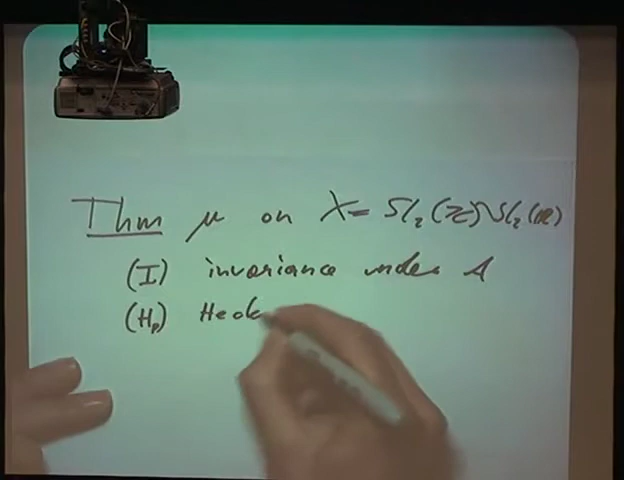 Thm μ on X = Sl₂(ℤ)\Sl₂(ℝ)
(I) invariance under A
(Hₚ) Heck